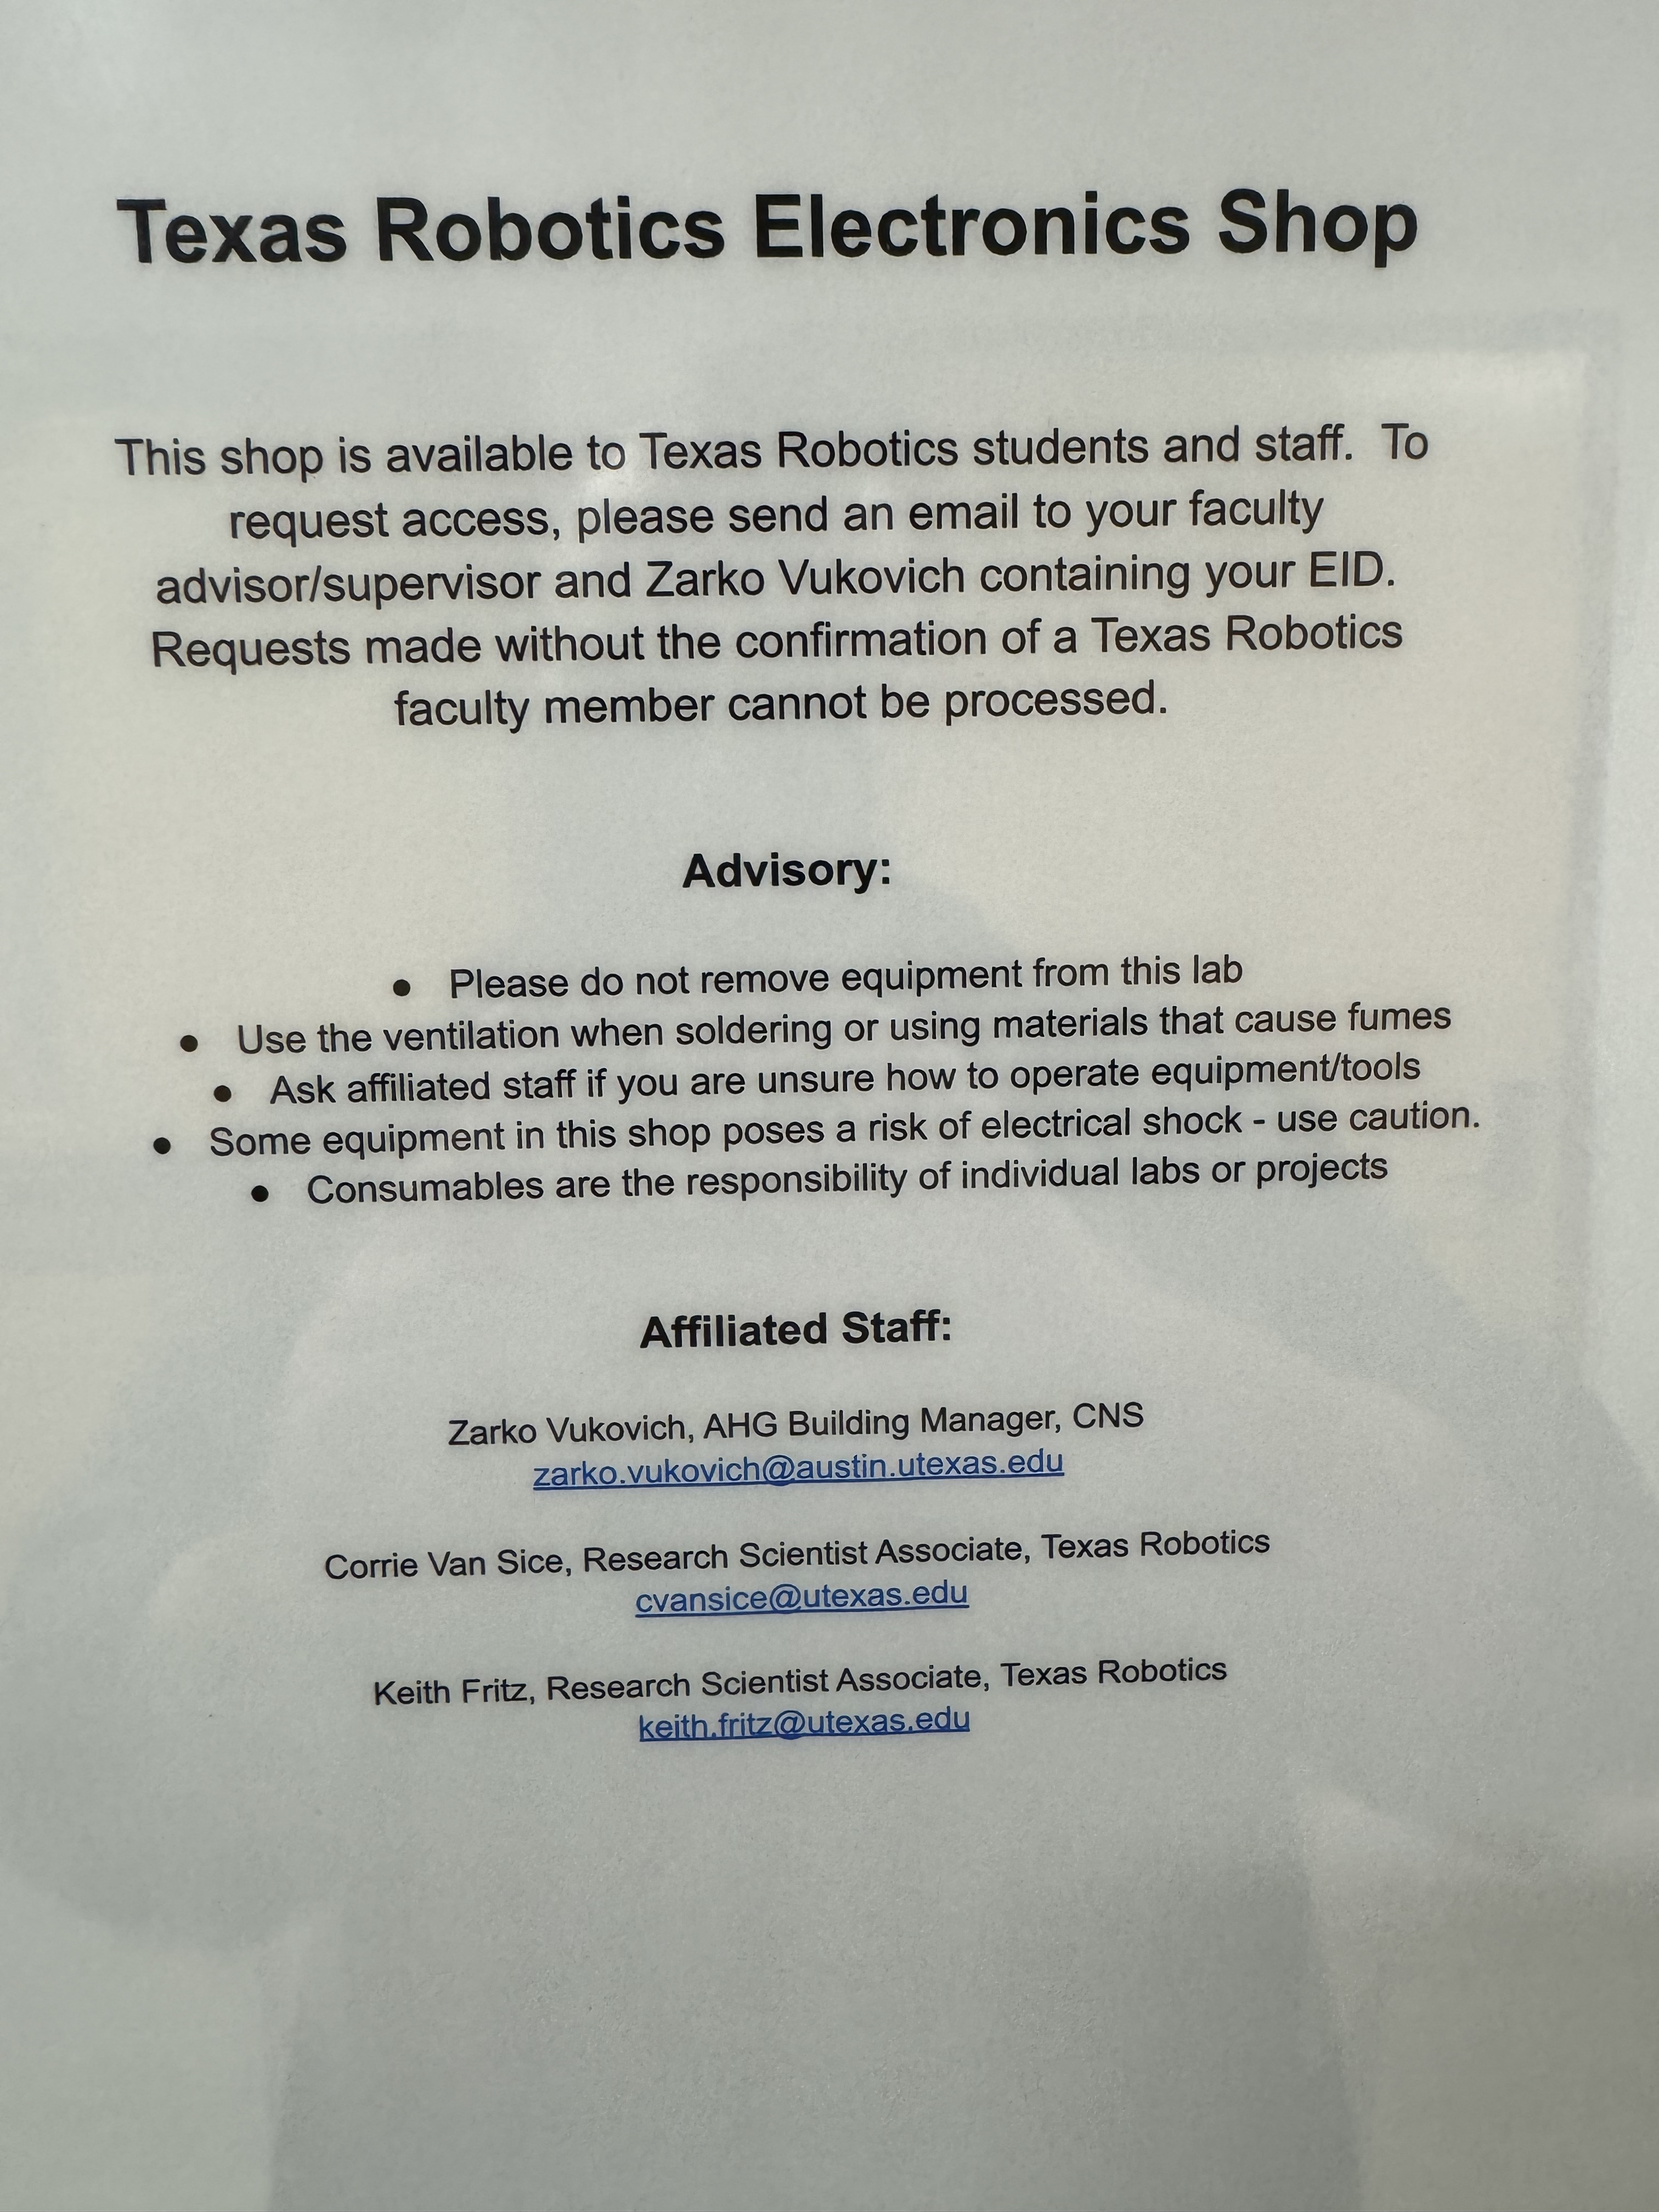 Texas Robotics Electronics Shop
This shop is available to Texas Robotics students and staff.  To
request access, please send an email to your faculty
advisor/supervisor and Zarko Vukovich containing your EID.
Requests made without the confirmation of a Texas Robotics
faculty member cannot be processed.
Advisory:
● Please do not remove equipment from this lab
● Use the ventilation when soldering or using materials that cause fumes
● Ask affiliated staff if you are unsure how to operate equipment/tools
● Some equipment in this shop poses a risk of electrical shock - use caution.
● Consumables are the responsibility of individual labs or projects
Affiliated Staff:
Zarko Vukovich, AHG Building Manager, CNS
zarko.vukovich@austin.utexas.edu
Corrie Van Sice, Research Scientist Associate, Texas Robotics
cvansice@utexas.edu
Keith Fritz, Research Scientist Associate, Texas Robotics
keith.fritz@utexas.edu